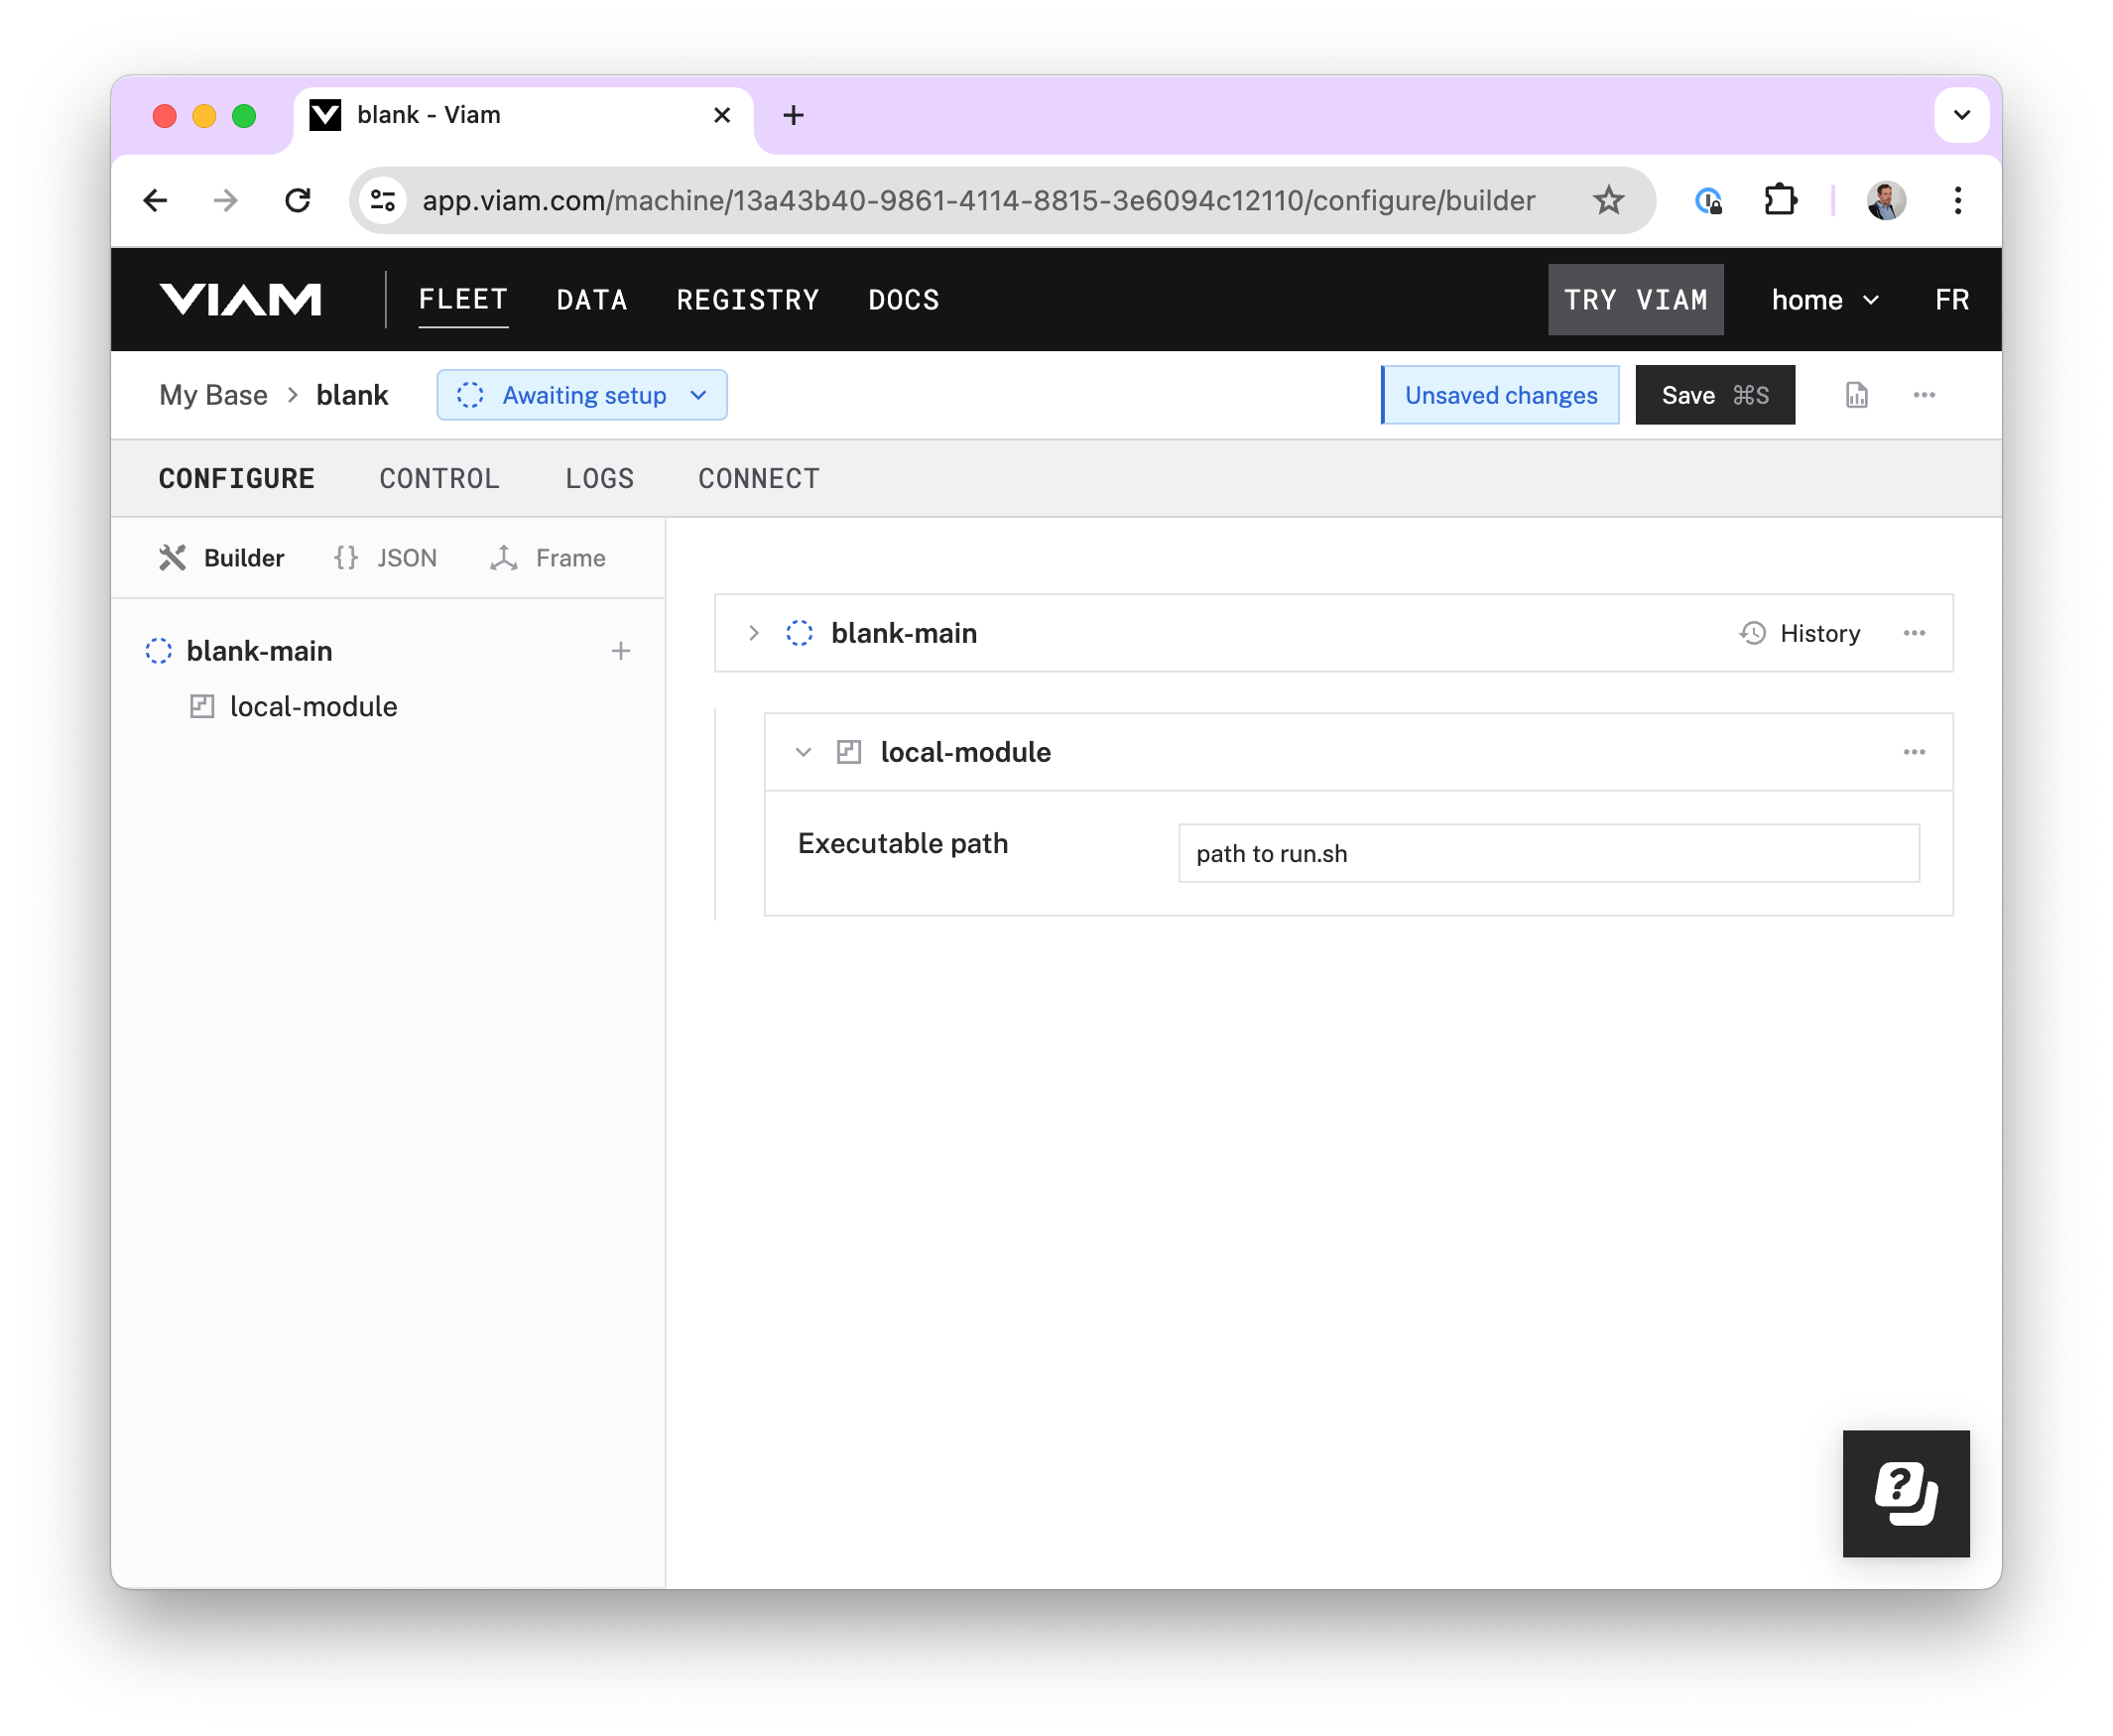 blank - Viam
app.viam.com/machine/13a43b40-9861-4114-8815-3e6094c12110/configure/builder
VIAM FLEET DATA REGISTRY DOCS TRY VIAM home FR
My Base > blank Awaiting setup Unsaved changes Save ⌘S
CONFIGURE CONTROL LOGS CONNECT
Builder {} JSON Frame
blank-main
local-module
blank-main History
local-module
Executable path path to run.sh